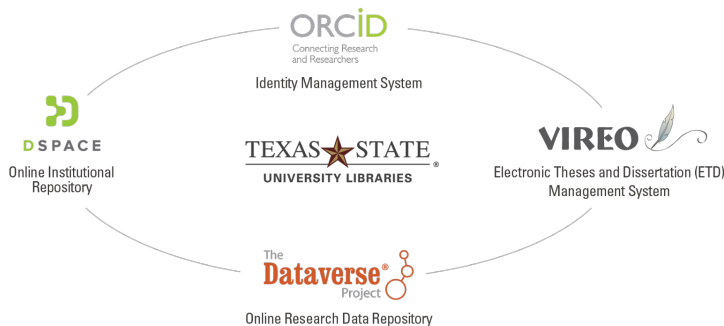 ORCiD
Connecting Research
and Researchers
Identity Management System
DSPACE
Online Institutional
Repository
TEXAS STATE®
UNIVERSITY LIBRARIES
VIREO
Electronic Theses and Dissertation (ETD)
Management System
The
Dataverse®
Project
Online Research Data Repository